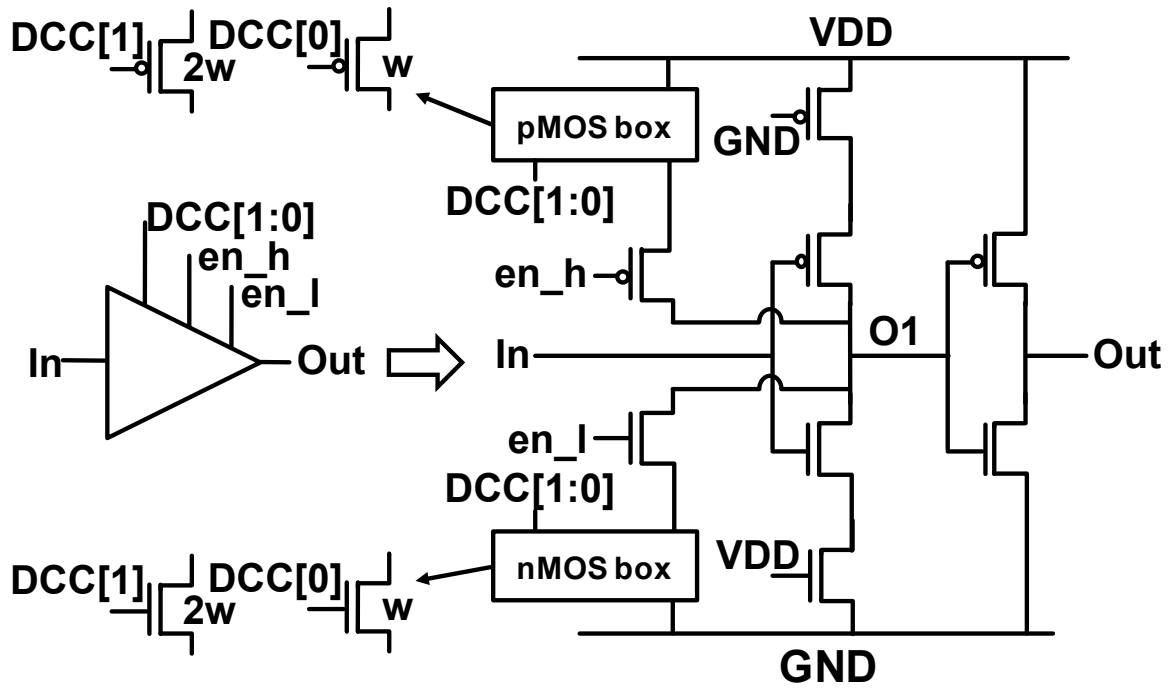 DCC[1]
2w
DCC[0]
w
VDD
pMOS box
GND
DCC[1:0]
DCC[1:0]
en_h
en_l
en_h
In
Out
In
O1
Out
en_l
DCC[1:0]
nMOS box
VDD
DCC[1]
2w
DCC[0]
w
GND